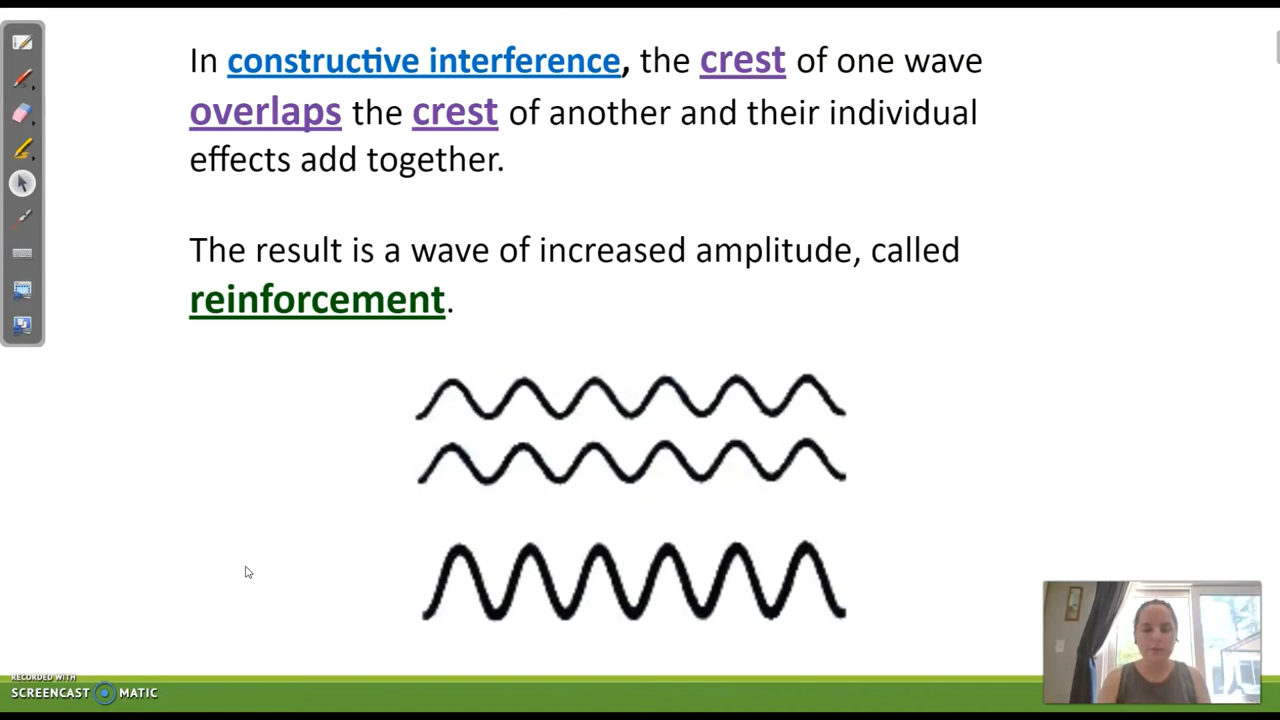 In constructive interference, the crest of one wave
overlaps the crest of another and their individual
effects add together.
The result is a wave of increased amplitude, called
reinforcement.
RECORDED WITH
SCREENCAST MATIC